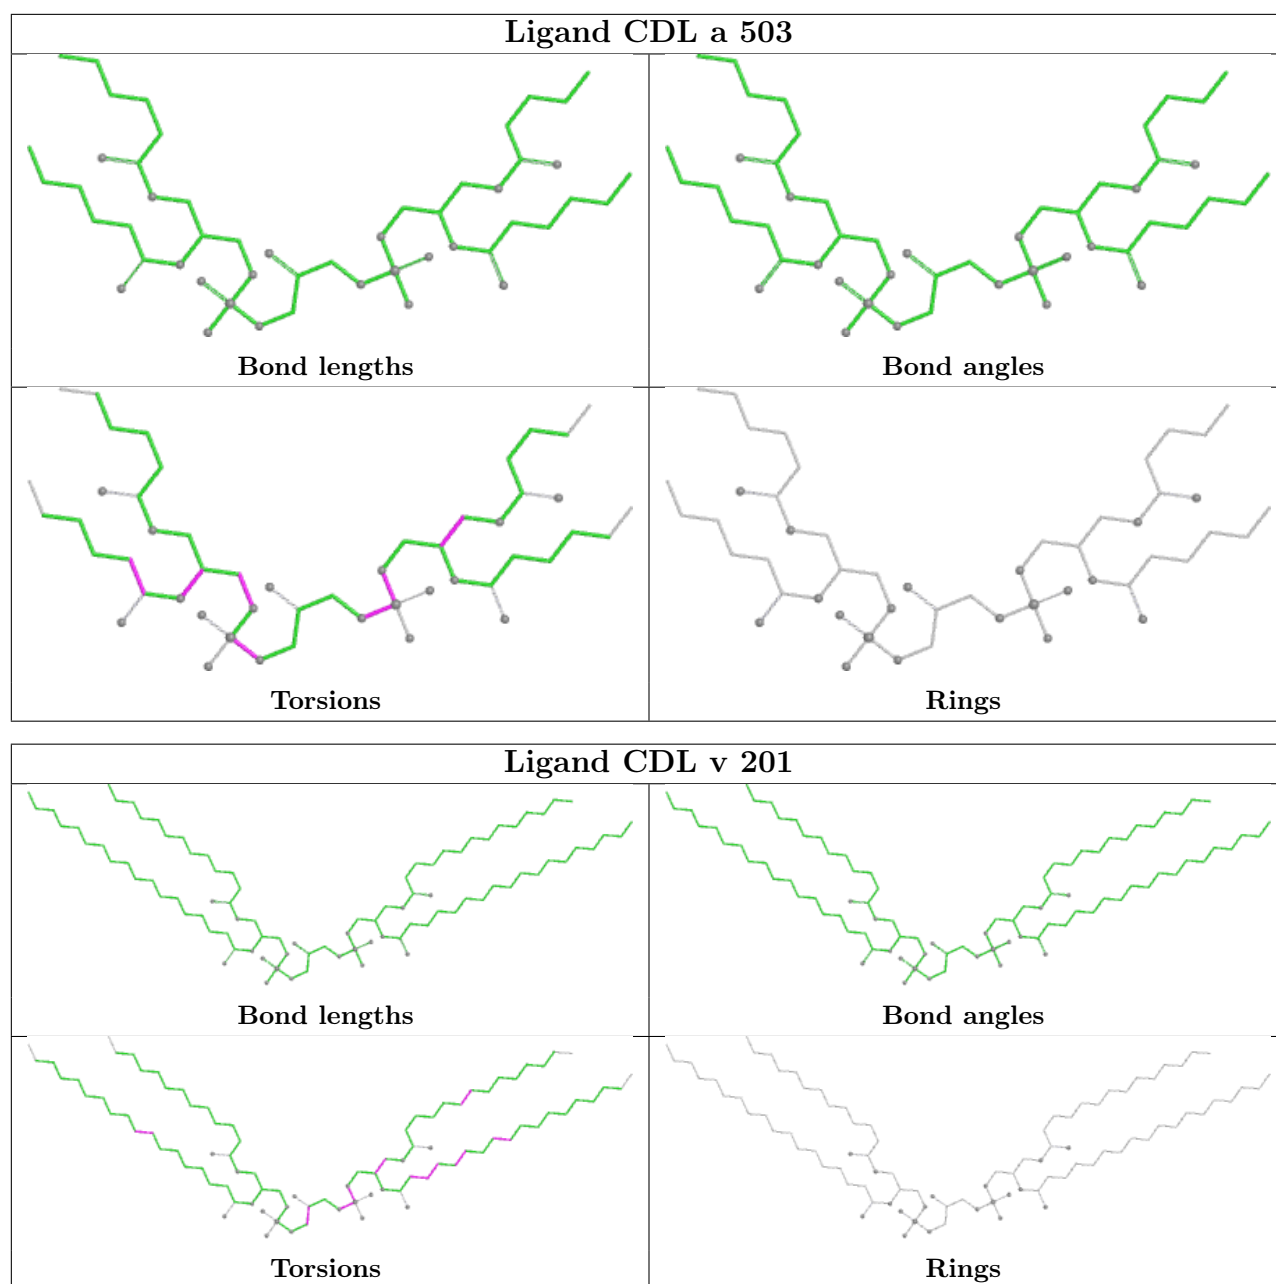 Ligand CDL a 503
Bond lengths
Bond angles
Torsions
Rings
Ligand CDL v 201
Bond lengths
Bond angles
Torsions
Rings